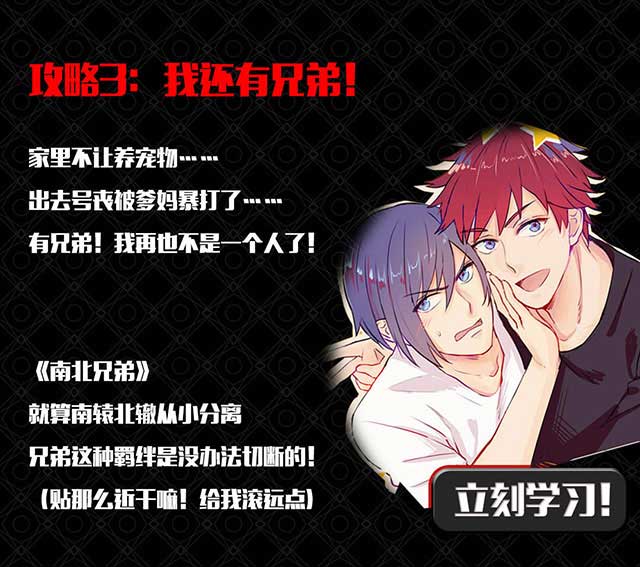 攻略3：我还有兄弟！
家里不让养宠物……
出去号丧被爹妈暴打了……
有兄弟！我再也不是一个人了！
《南北兄弟》
就算南辕北辙从小分离
兄弟这种羁绊是没办法切断的！
（贴那么近干嘛！给我滚远点）
立刻学习！